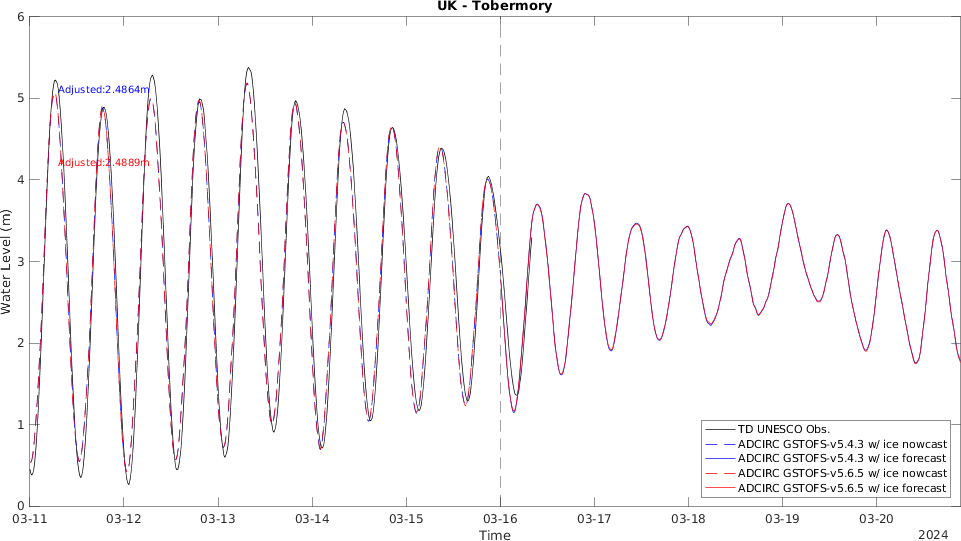 UK - Tobermory
6
5
4
3
2
1
0
Water Level (m)
Adjusted:2.4864m
Adjusted:2.4889m
TD UNESCO Obs.
ADCIRC GSTOFS-v5.4.3 w/ ice nowcast
ADCIRC GSTOFS-v5.4.3 w/ ice forecast
ADCIRC GSTOFS-v5.6.5 w/ ice nowcast
ADCIRC GSTOFS-v5.6.5 w/ ice forecast
03-11 03-12 03-13 03-14 03-15 03-16 03-17 03-18 03-19 03-20
Time
2024